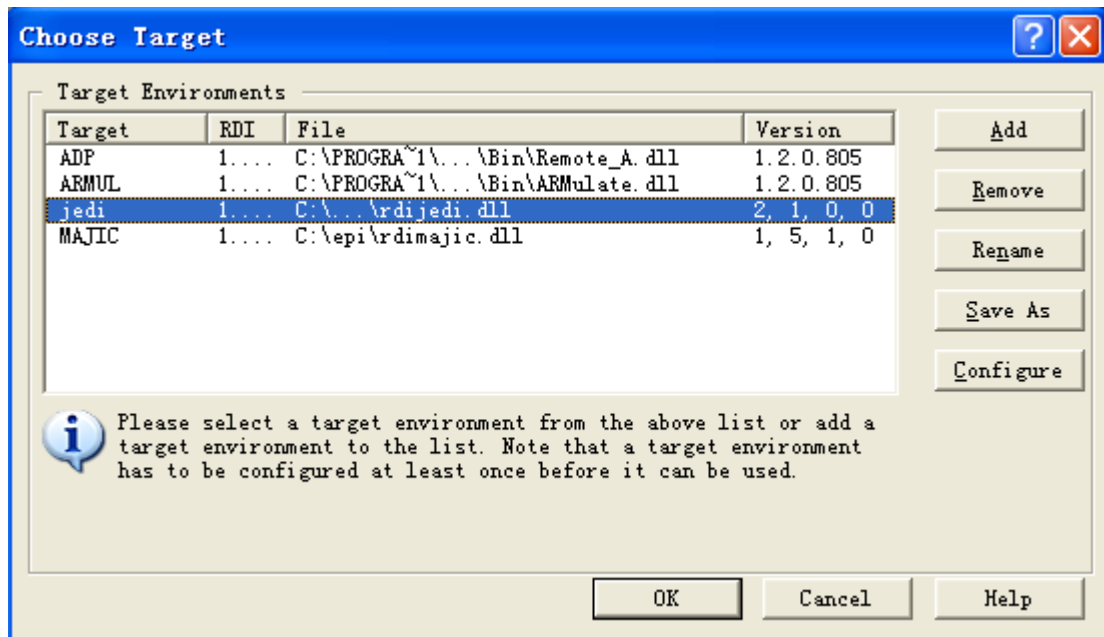 Choose Target
Target Environments
Target RDI File Version
ADP 1.... C:\PROGRA~1\...\Bin\Remote_A.dll 1.2.0.805
ARMUL 1.... C:\PROGRA~1\...\Bin\ARMulate.dll 1.2.0.805
jedi 1.... C:\...\rdijedi.dll 2, 1, 0, 0
MAJIC 1.... C:\epi\rdimajic.dll 1, 5, 1, 0
Add
Remove
Rename
Save As
Configure
Please select a target environment from the above list or add a
target environment to the list. Note that a target environment
has to be configured at least once before it can be used.
OK Cancel Help